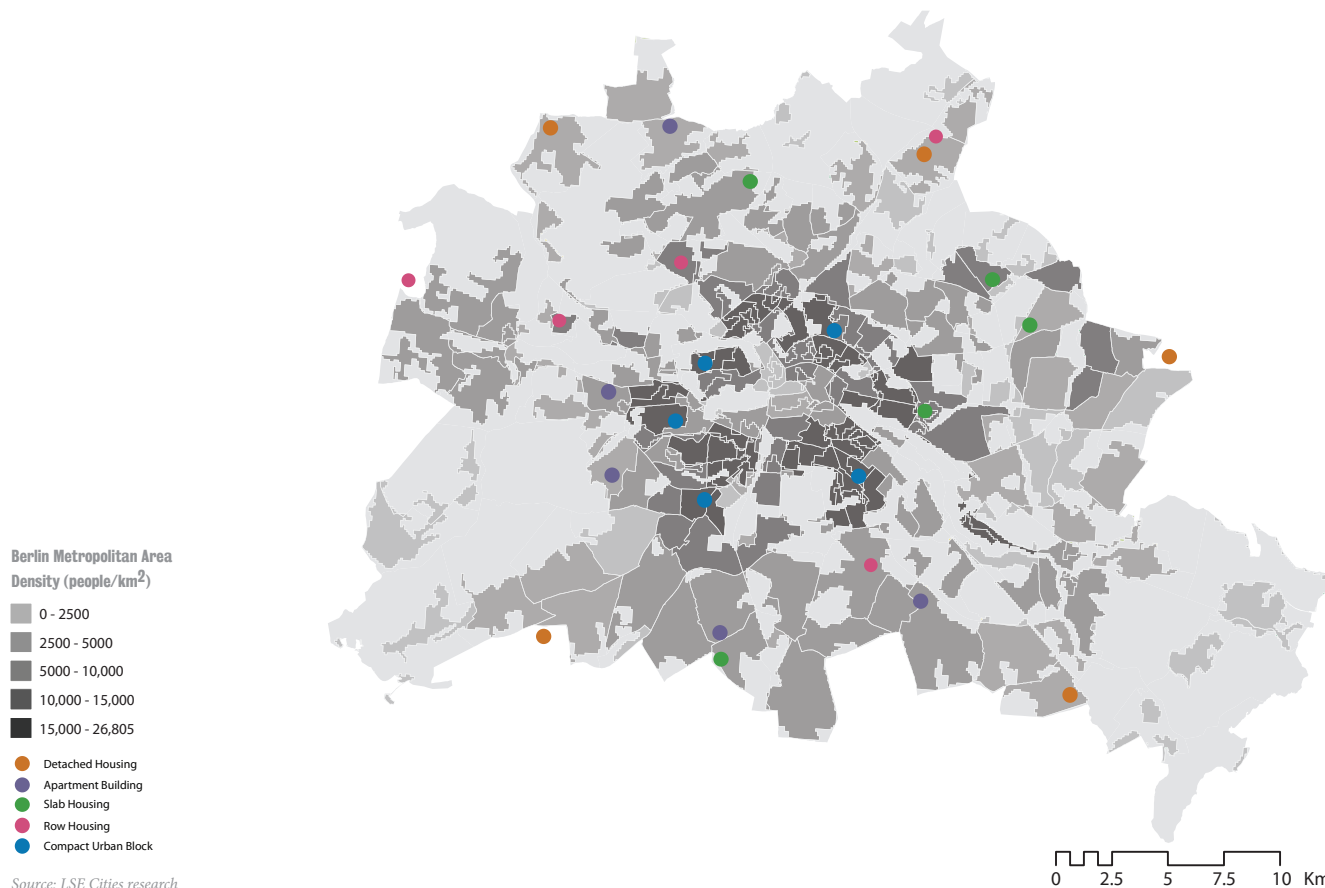 Berlin Metropolitan Area
Density (people/km2)
0 - 2500
2500 - 5000
5000 - 10,000
10,000 - 15,000
15,000 - 26,805
Detached Housing
Apartment Building
Slab Housing
Row Housing
Compact Urban Block
Source: LSE Cities research
0 2.5 5 7.5 10 Km